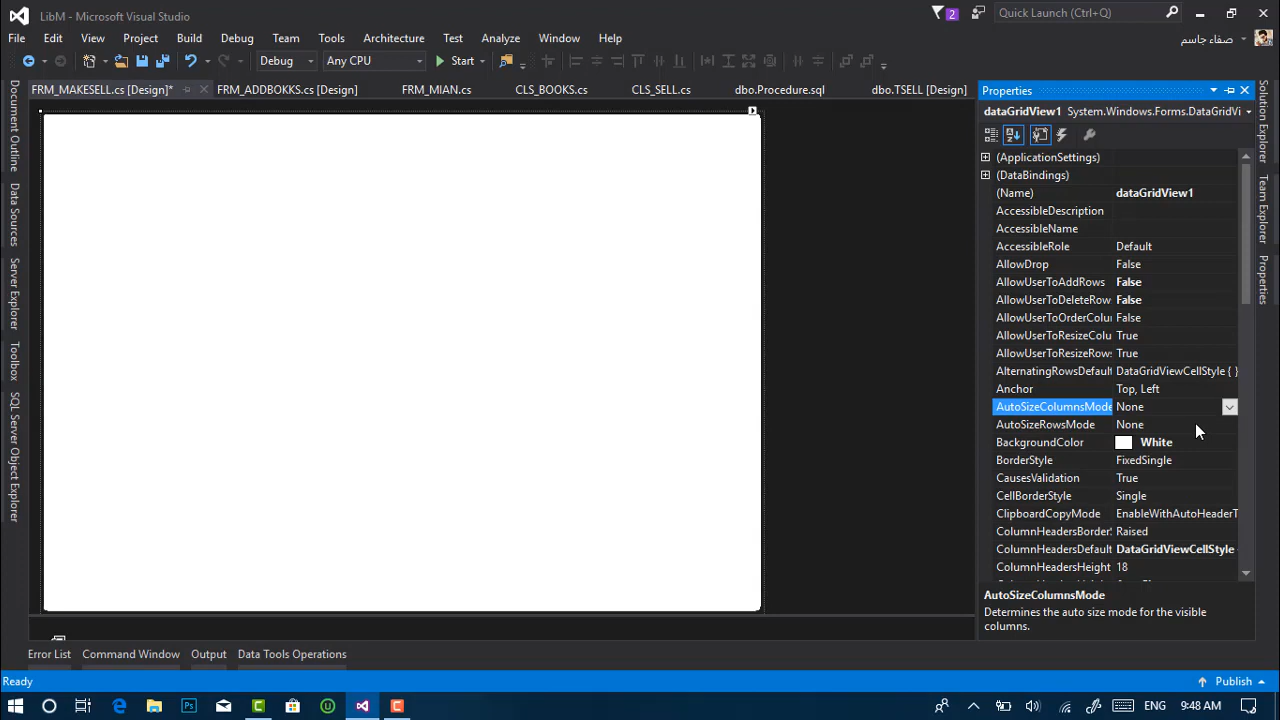 LibM - Microsoft Visual Studio
2
Quick Launch (Ctrl+Q)
File Edit View Project Build Debug Team Tools Architecture Test Analyze Window Help
صفاء جاسم
Debug Any CPU Start
FRM_MAKESELL.cs [Design]* FRM_ADDBOKKS.cs [Design] FRM_MIAN.cs CLS_BOOKS.cs CLS_SELL.cs dbo.Procedure.sql dbo.TSELL [Design]
Document Outline
Data Sources
Server Explorer
Toolbox
SQL Server Object Explorer
Properties
dataGridView1 System.Windows.Forms.DataGridVi
(ApplicationSettings)
(DataBindings)
(Name) dataGridView1
AccessibleDescription
AccessibleName
AccessibleRole Default
AllowDrop False
AllowUserToAddRows False
AllowUserToDeleteRow False
AllowUserToOrderColu False
AllowUserToResizeColu True
AllowUserToResizeRows True
AlternatingRowsDefault DataGridViewCellStyle { }
Anchor Top, Left
AutoSizeColumnsMode None
AutoSizeRowsMode None
BackgroundColor White
BorderStyle FixedSingle
CausesValidation True
CellBorderStyle Single
ClipboardCopyMode EnableWithAutoHeaderT
ColumnHeadersBorderS Raised
ColumnHeadersDefault DataGridViewCellStyle
ColumnHeadersHeight 18
AutoSizeColumnsMode
Determines the auto size mode for the visible
columns.
Solution Explorer
Team Explorer
Properties
Error List Command Window Output Data Tools Operations
Ready
Publish
ENG 9:48 AM